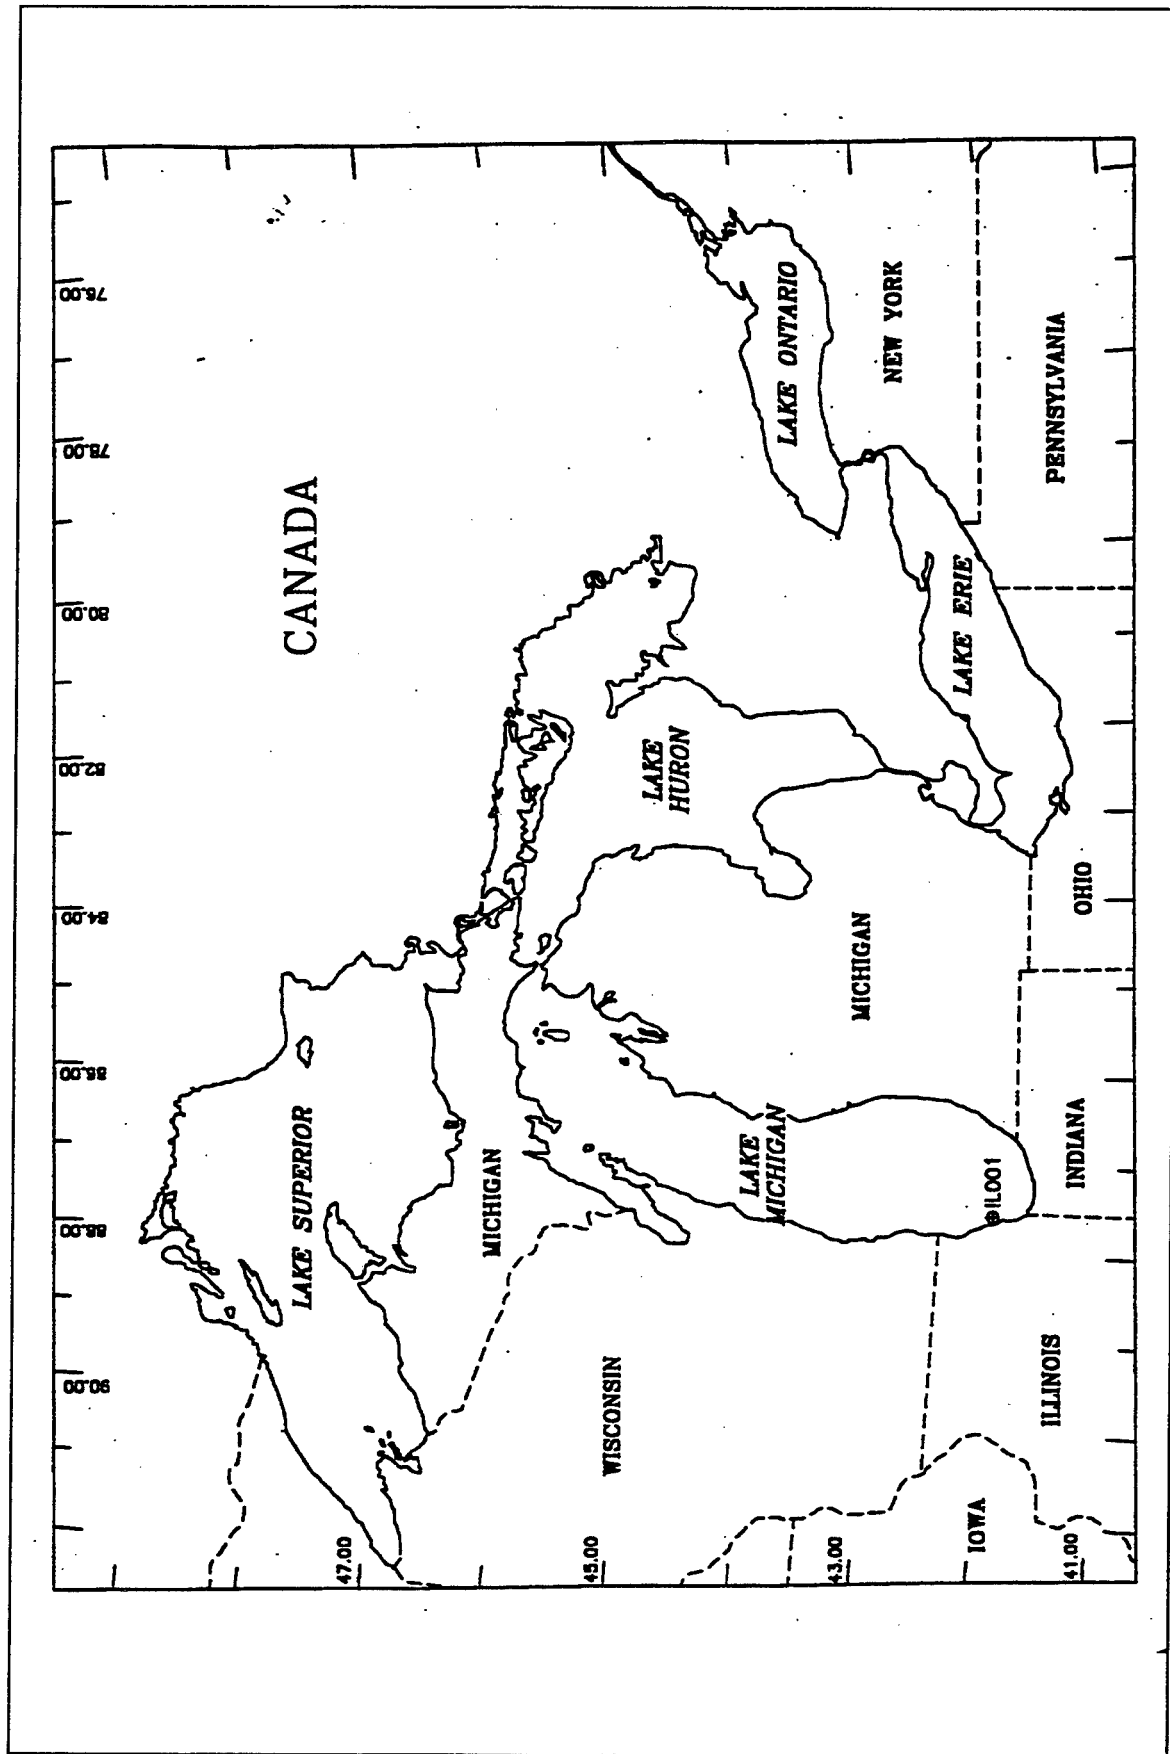 CANADA
76.00
78.00
80.00
82.00
84.00
86.00
88.00
90.00
47.00
45.00
43.00
41.00
LAKE SUPERIOR
MICHIGAN
WISCONSIN
LAKE
HURON
LAKE ONTARIO
NEW YORK
LAKE ERIE
PENNSYLVANIA
MICHIGAN
LAKE
MICHIGAN
OHIO
INDIANA
IL001
ILLINOIS
IOWA